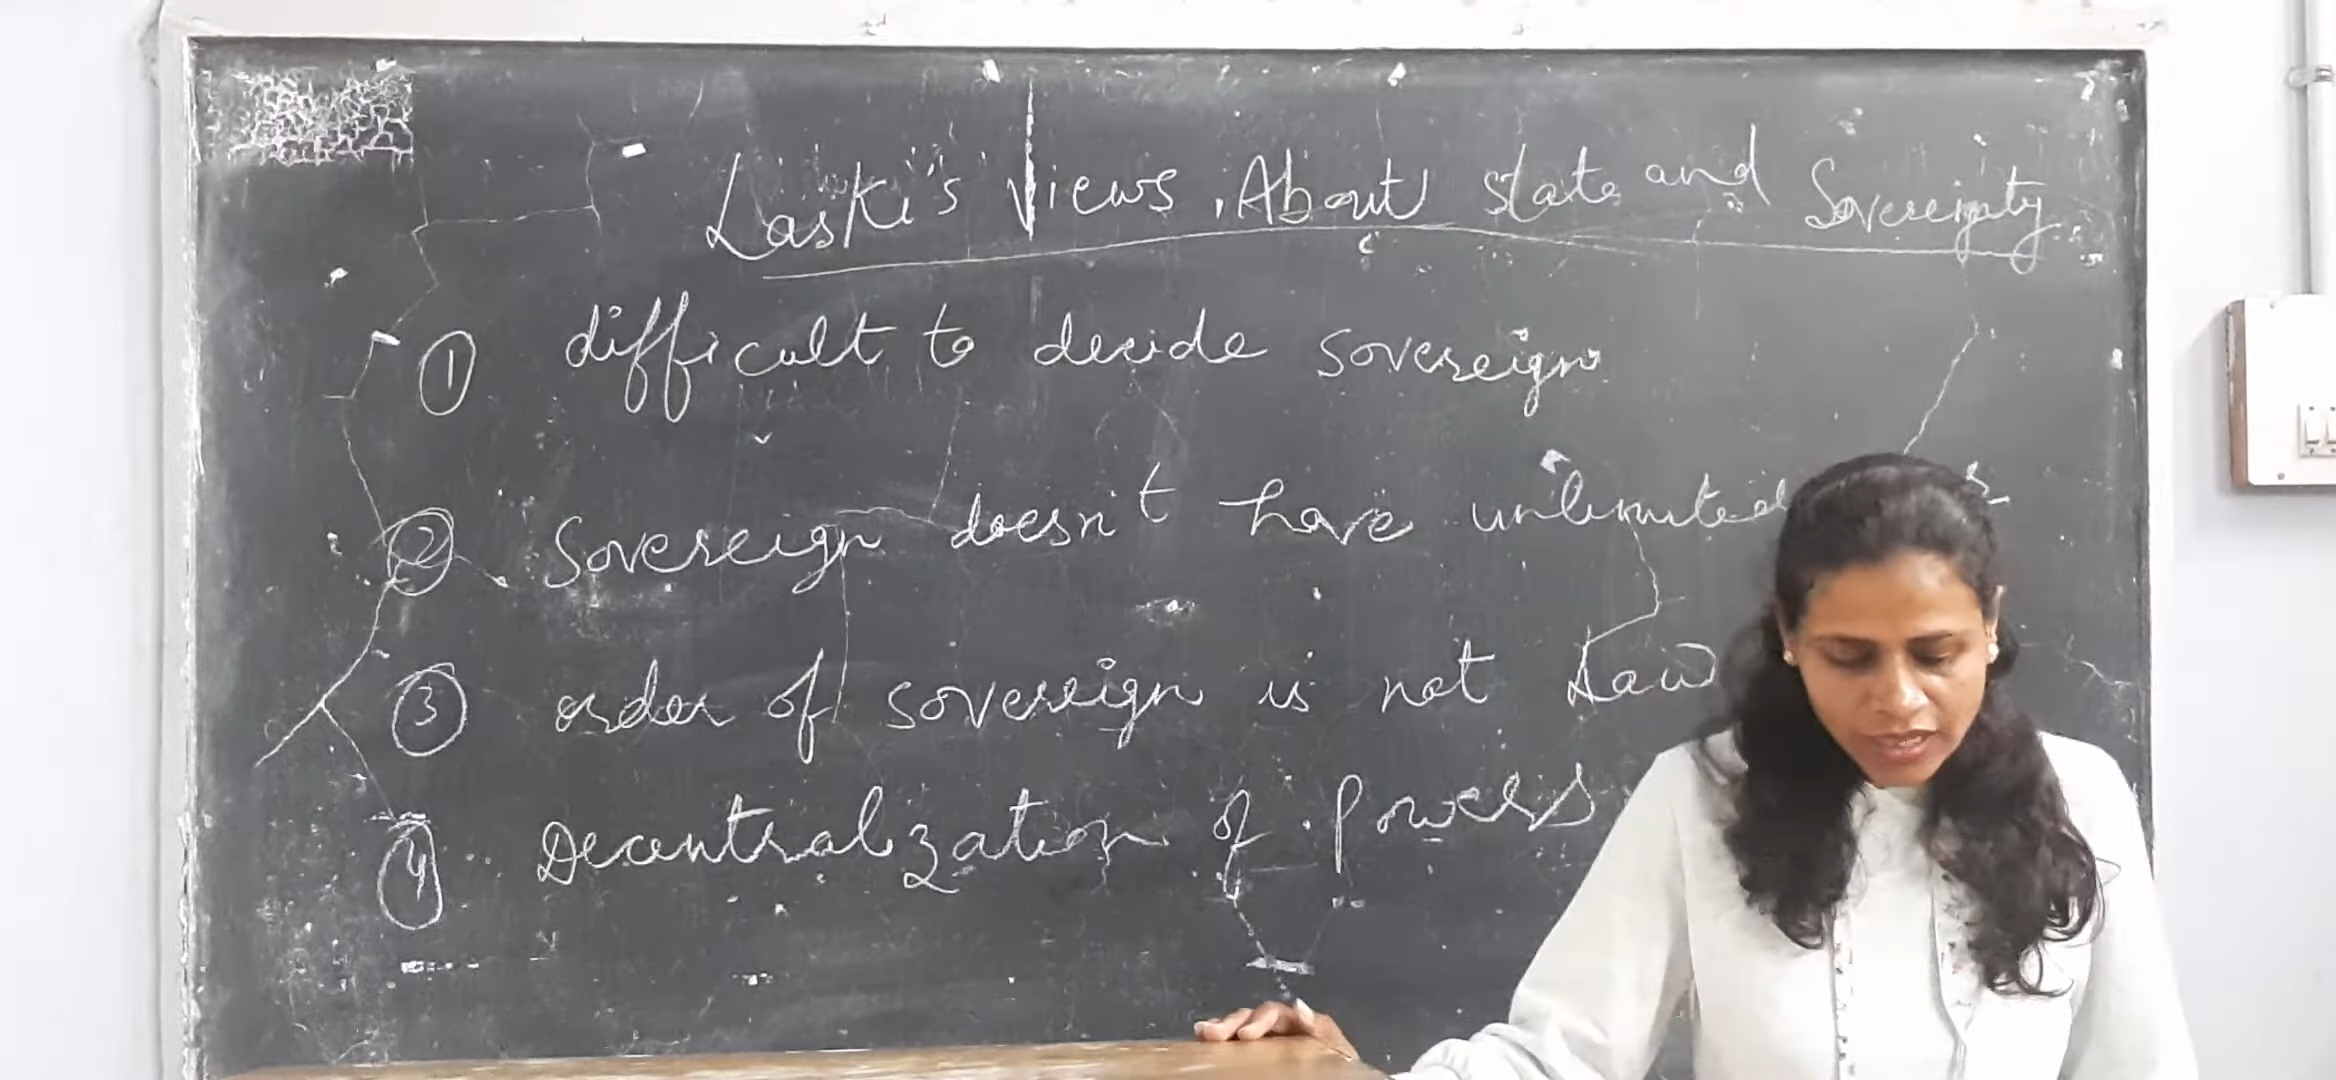 Laski's Views About state and Sovereignty
① difficult to decide sovereign
② Sovereign doesn't have unlimited
③ order of sovereign is not Law
④ Decentralization of Powers